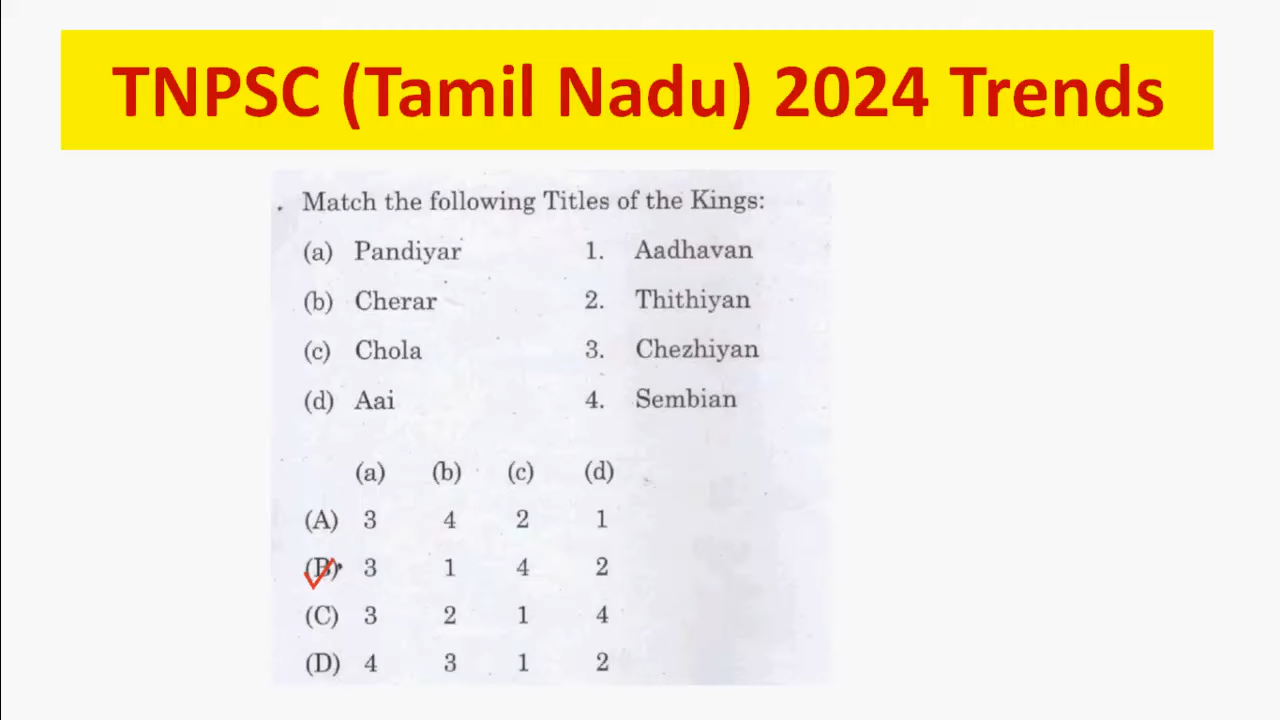 TNPSC (Tamil Nadu) 2024 Trends
. Match the following Titles of the Kings:
(a) Pandiyar 1. Aadhavan
(b) Cherar 2. Thithiyan
(c) Chola 3. Chezhiyan
(d) Aai 4. Sembian
(a) (b) (c) (d)
(A) 3 4 2 1
(B) 3 1 4 2
(C) 3 2 1 4
(D) 4 3 1 2